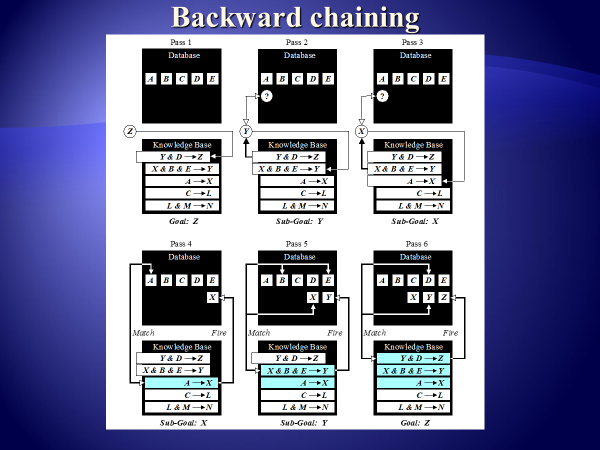 Backward chaining
Pass 1
Database
A B C D E
Z
Knowledge Base
Y & D → Z
X & B & E → Y
A → X
C → L
L & M → N
Goal: Z
Pass 2
Database
A B C D E
?
Y
Knowledge Base
Y & D → Z
X & B & E → Y
A → X
C → L
L & M → N
Sub-Goal: Y
Pass 3
Database
A B C D E
?
X
Knowledge Base
Y & D → Z
X & B & E → Y
A → X
C → L
L & M → N
Sub-Goal: X
Pass 4
Database
A B C D E
X
Match Fire
Knowledge Base
Y & D → Z
X & B & E → Y
A → X
C → L
L & M → N
Sub-Goal: X
Pass 5
Database
A B C D E
X Y
Match Fire
Knowledge Base
Y & D → Z
X & B & E → Y
A → X
C → L
L & M → N
Sub-Goal: Y
Pass 6
Database
A B C D E
X Y Z
Match Fire
Knowledge Base
Y & D → Z
X & B & E → Y
A → X
C → L
L & M → N
Goal: Z